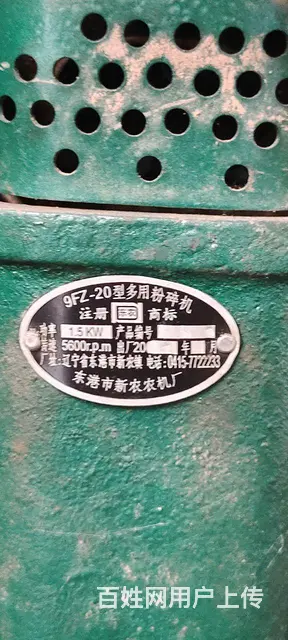 9FZ-20型多用粉碎机
注册 商标
功率 1.5KW 产品编号
转速 5600r.p.m 出厂20 年 月
厂址:辽宁省东港市新农镇 电话:0415-7722233
东港市新农农机厂
百姓网用户上传